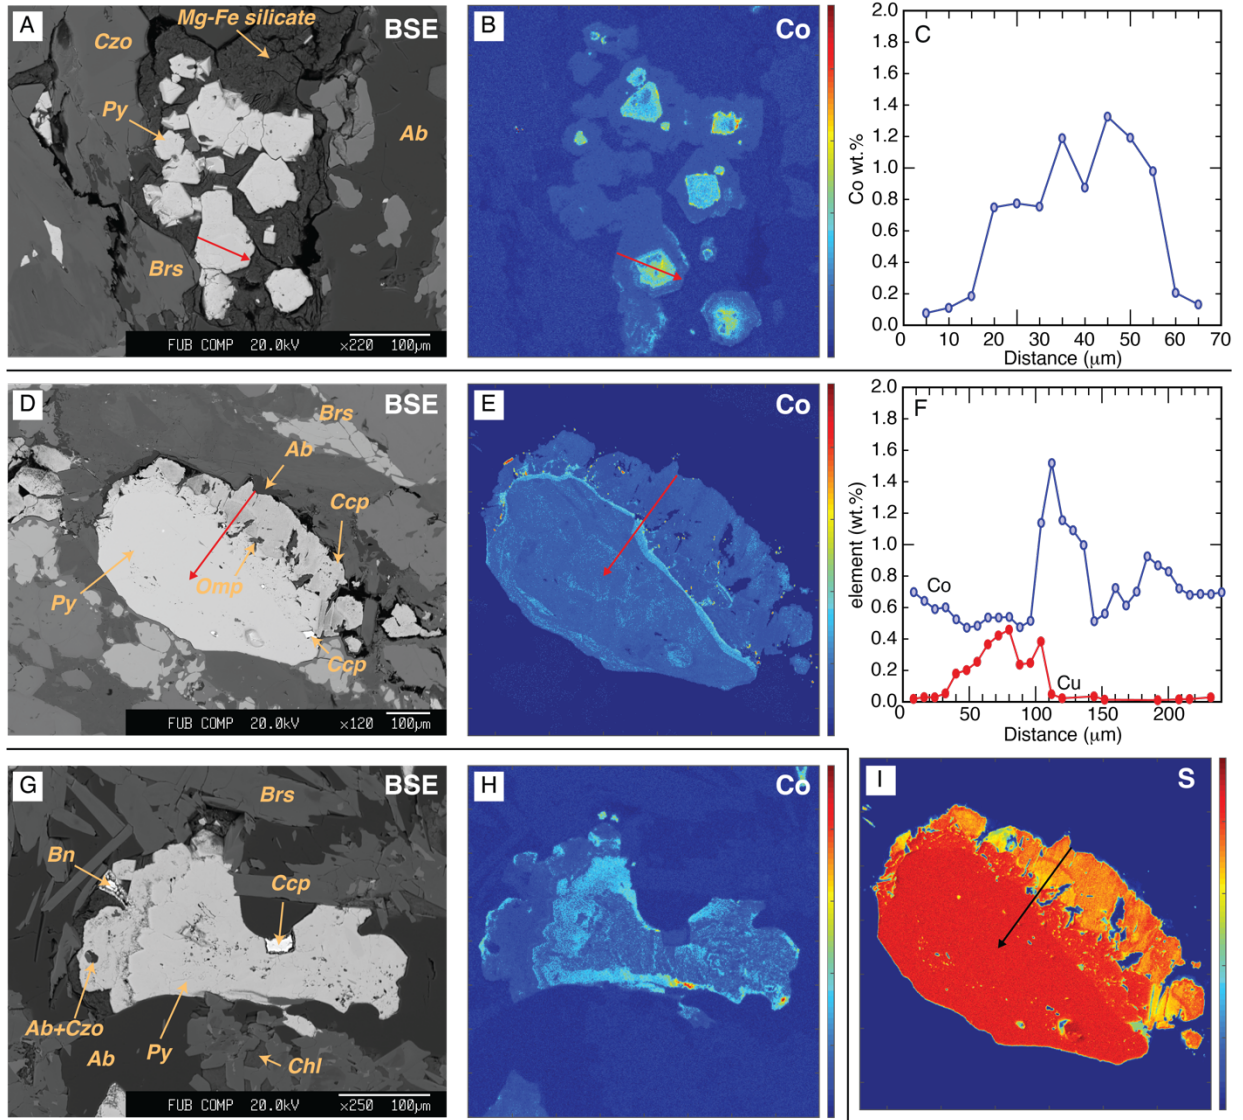 A
Mg-Fe silicate
BSE
Czo
Py
Ab
Brs
FUB COMP 20.0kV ×220 100µm
B
Co
C
2.0
1.8
1.6
1.4
1.2
1.0
0.8
0.6
0.4
0.2
0.0
Co wt.%
0 10 20 30 40 50 60 70
Distance (µm)
D
BSE
Brs
Ab
Ccp
Omp
Py
Ccp
FUB COMP 20.0kV ×120 100µm
E
Co
F
2.0
1.8
1.6
1.4
1.2
1.0
0.8
0.6
0.4
0.2
0.0
element (wt.%)
Co
Cu
0 50 100 150 200
Distance (µm)
G
BSE
Brs
Bn
Ccp
Ab+Czo
Ab
Py
Chl
FUB COMP 20.0kV ×250 100µm
H
Co
I
S